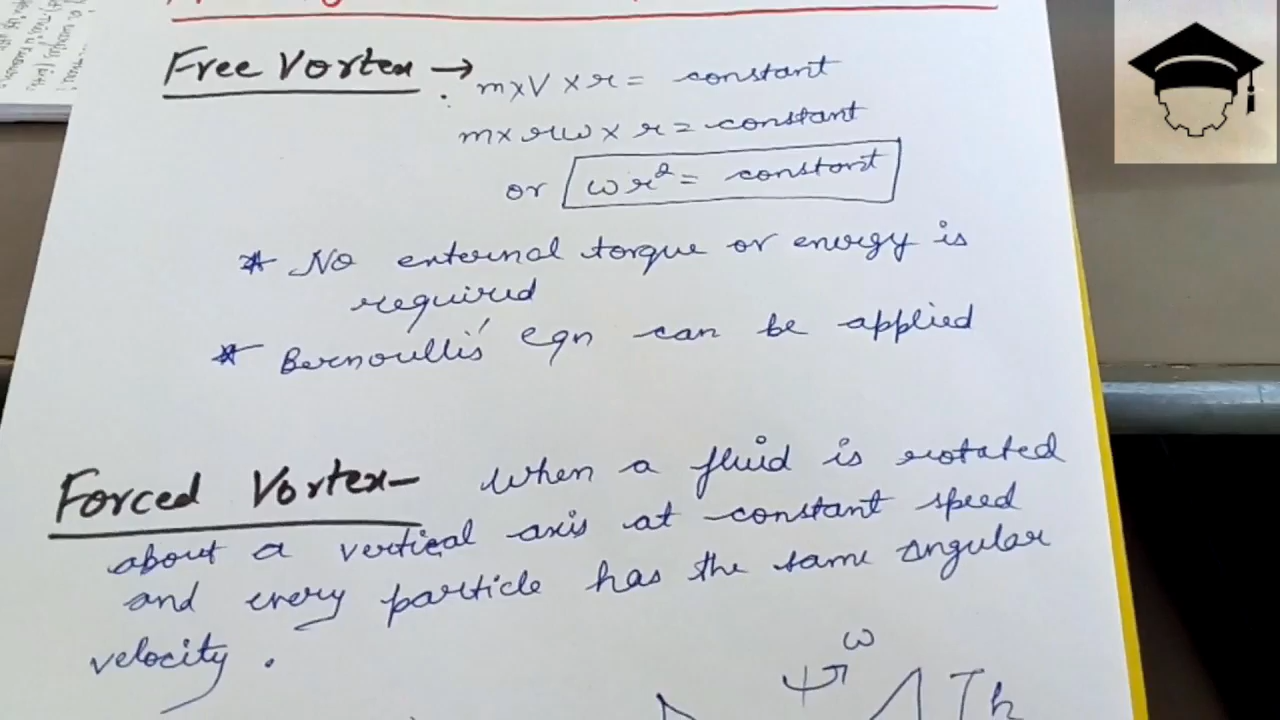 Free Vortex → m×V×r = constant
m×rω×r = constant
or ωr² = constant
* No external torque or energy is
required
* Bernoullis' eqn can be applied
Forced Vortex- When a fluid is rotated
about a vertical axis at constant speed
and every particle has the same angular
velocity.
ω
h